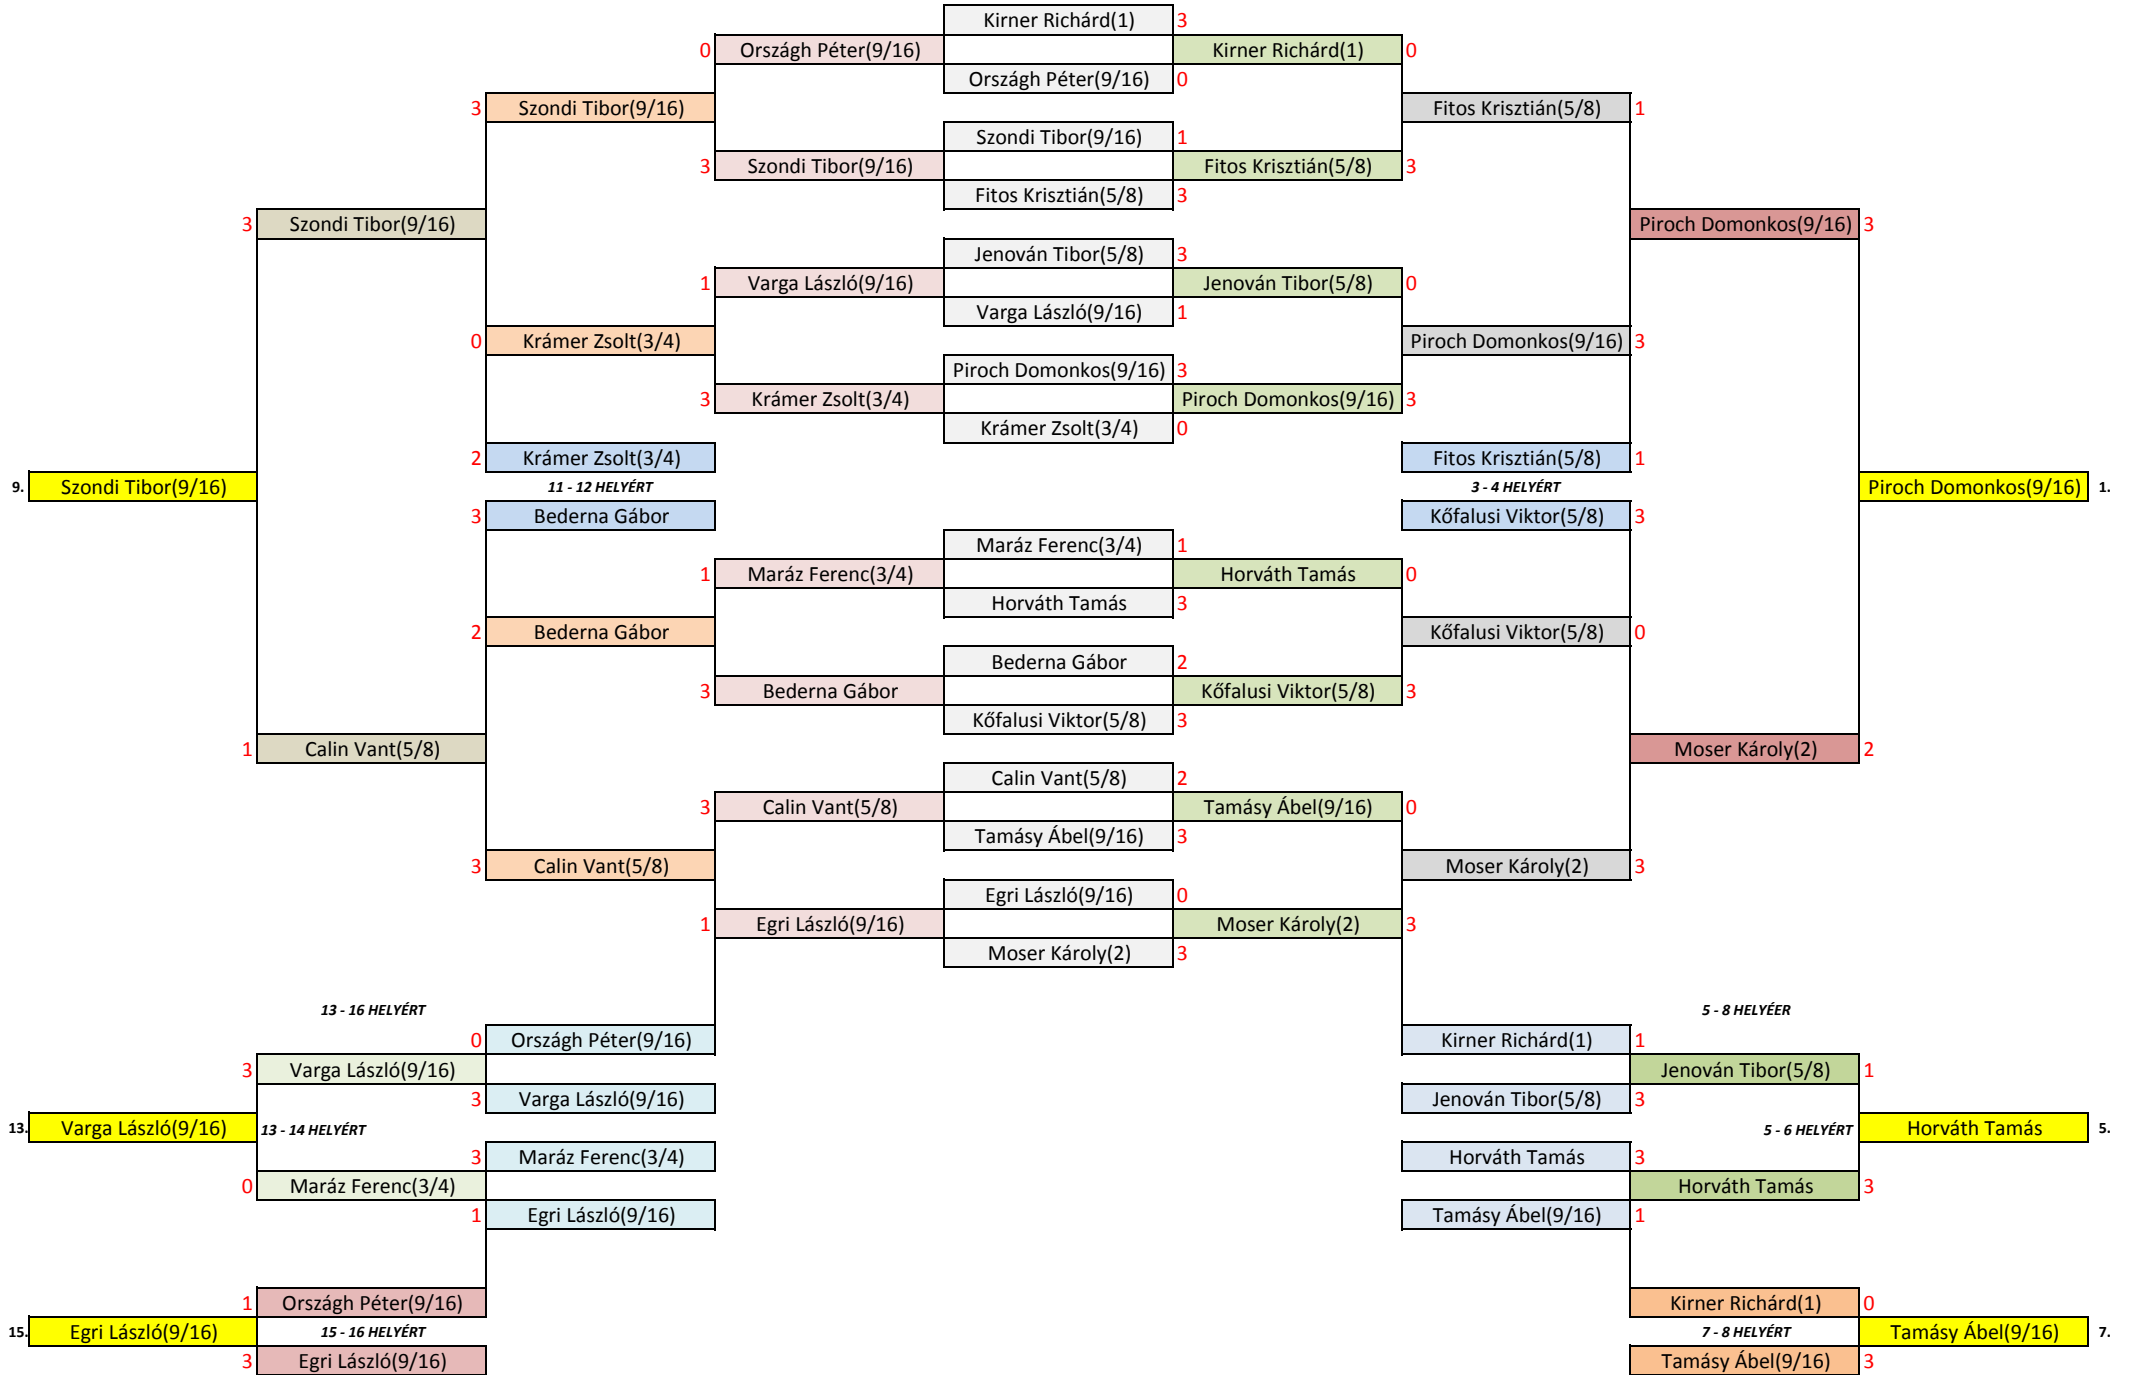 Kirner Richárd(1) 3
0 Országh Péter(9/16) Kirner Richárd(1) 0
Országh Péter(9/16) 0
3 Szondi Tibor(9/16) Fitos Krisztián(5/8) 1
Szondi Tibor(9/16) 1
3 Szondi Tibor(9/16) Fitos Krisztián(5/8) 3
Fitos Krisztián(5/8) 3
3 Szondi Tibor(9/16) Piroch Domonkos(9/16) 3
Jenován Tibor(5/8) 3
1 Varga László(9/16) Jenován Tibor(5/8) 0
Varga László(9/16) 1
0 Krámer Zsolt(3/4) Piroch Domonkos(9/16) 3
Piroch Domonkos(9/16) 3
3 Krámer Zsolt(3/4) Piroch Domonkos(9/16) 3
Krámer Zsolt(3/4) 0
2 Krámer Zsolt(3/4) Fitos Krisztián(5/8) 1
9. Szondi Tibor(9/16) 11 - 12 HELYÉRT 3 - 4 HELYÉRT Piroch Domonkos(9/16) 1.
3 Bederna Gábor Kőfalusi Viktor(5/8) 3
Maráz Ferenc(3/4) 1
1 Maráz Ferenc(3/4) Horváth Tamás 0
Horváth Tamás 3
2 Bederna Gábor Kőfalusi Viktor(5/8) 0
Bederna Gábor 2
3 Bederna Gábor Kőfalusi Viktor(5/8) 3
Kőfalusi Viktor(5/8) 3
1 Calin Vant(5/8) Moser Károly(2) 2
Calin Vant(5/8) 2
3 Calin Vant(5/8) Tamásy Ábel(9/16) 0
Tamásy Ábel(9/16) 3
3 Calin Vant(5/8) Moser Károly(2) 3
Egri László(9/16) 0
1 Egri László(9/16) Moser Károly(2) 3
Moser Károly(2) 3
13 - 16 HELYÉRT 5 - 8 HELYÉER
0 Országh Péter(9/16) Kirner Richárd(1) 1
3 Varga László(9/16) Jenován Tibor(5/8) 1
3 Varga László(9/16) Jenován Tibor(5/8) 3
13. Varga László(9/16) 13 - 14 HELYÉRT 5 - 6 HELYÉRT Horváth Tamás 5.
3 Maráz Ferenc(3/4) Horváth Tamás 3
0 Maráz Ferenc(3/4) Horváth Tamás 3
1 Egri László(9/16) Tamásy Ábel(9/16) 1
1 Országh Péter(9/16) Kirner Richárd(1) 0
15. Egri László(9/16) 15 - 16 HELYÉRT 7 - 8 HELYÉRT Tamásy Ábel(9/16) 7.
3 Egri László(9/16) Tamásy Ábel(9/16) 3